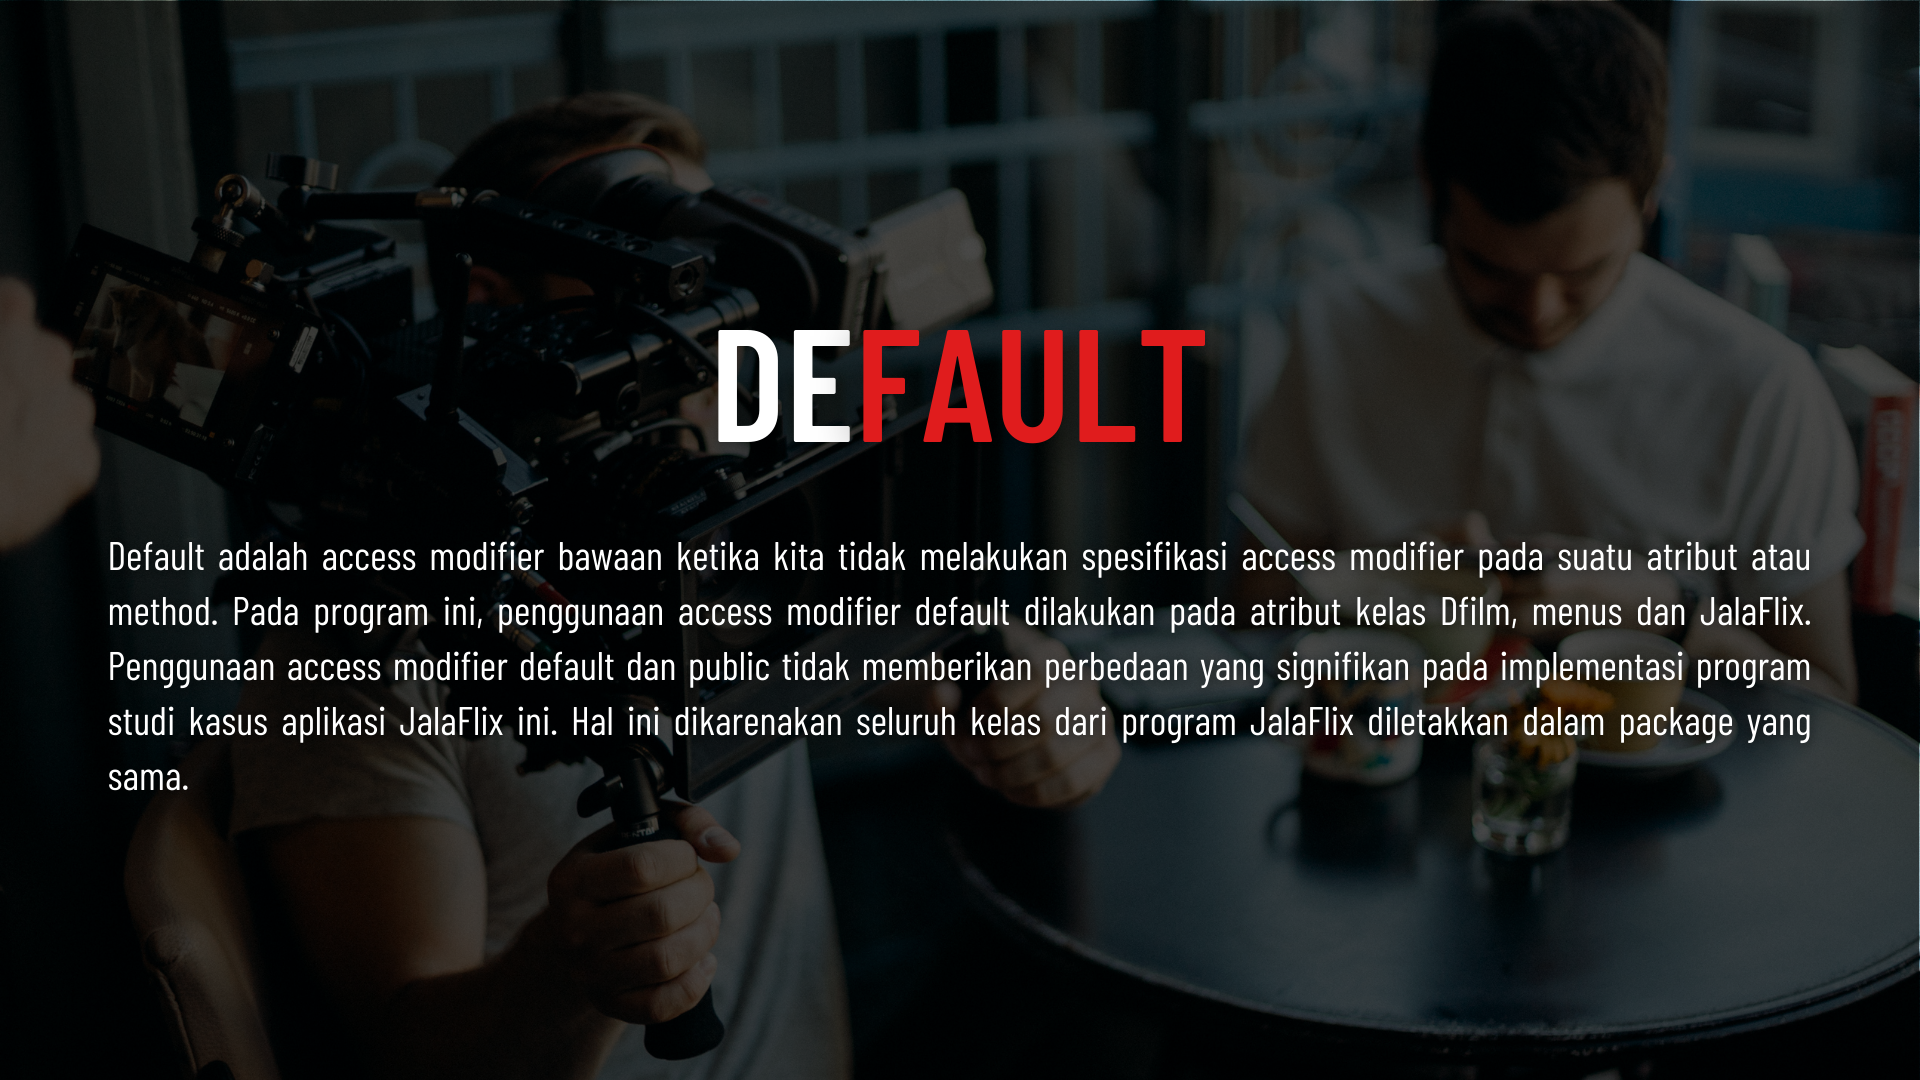 DEFAULT
Default adalah access modifier bawaan ketika kita tidak melakukan spesifikasi access modifier pada suatu atribut atau
method. Pada program ini, penggunaan access modifier default dilakukan pada atribut kelas Dfilm, menus dan JalaFlix.
Penggunaan access modifier default dan public tidak memberikan perbedaan yang signifikan pada implementasi program
studi kasus aplikasi JalaFlix ini. Hal ini dikarenakan seluruh kelas dari program JalaFlix diletakkan dalam package yang
sama.